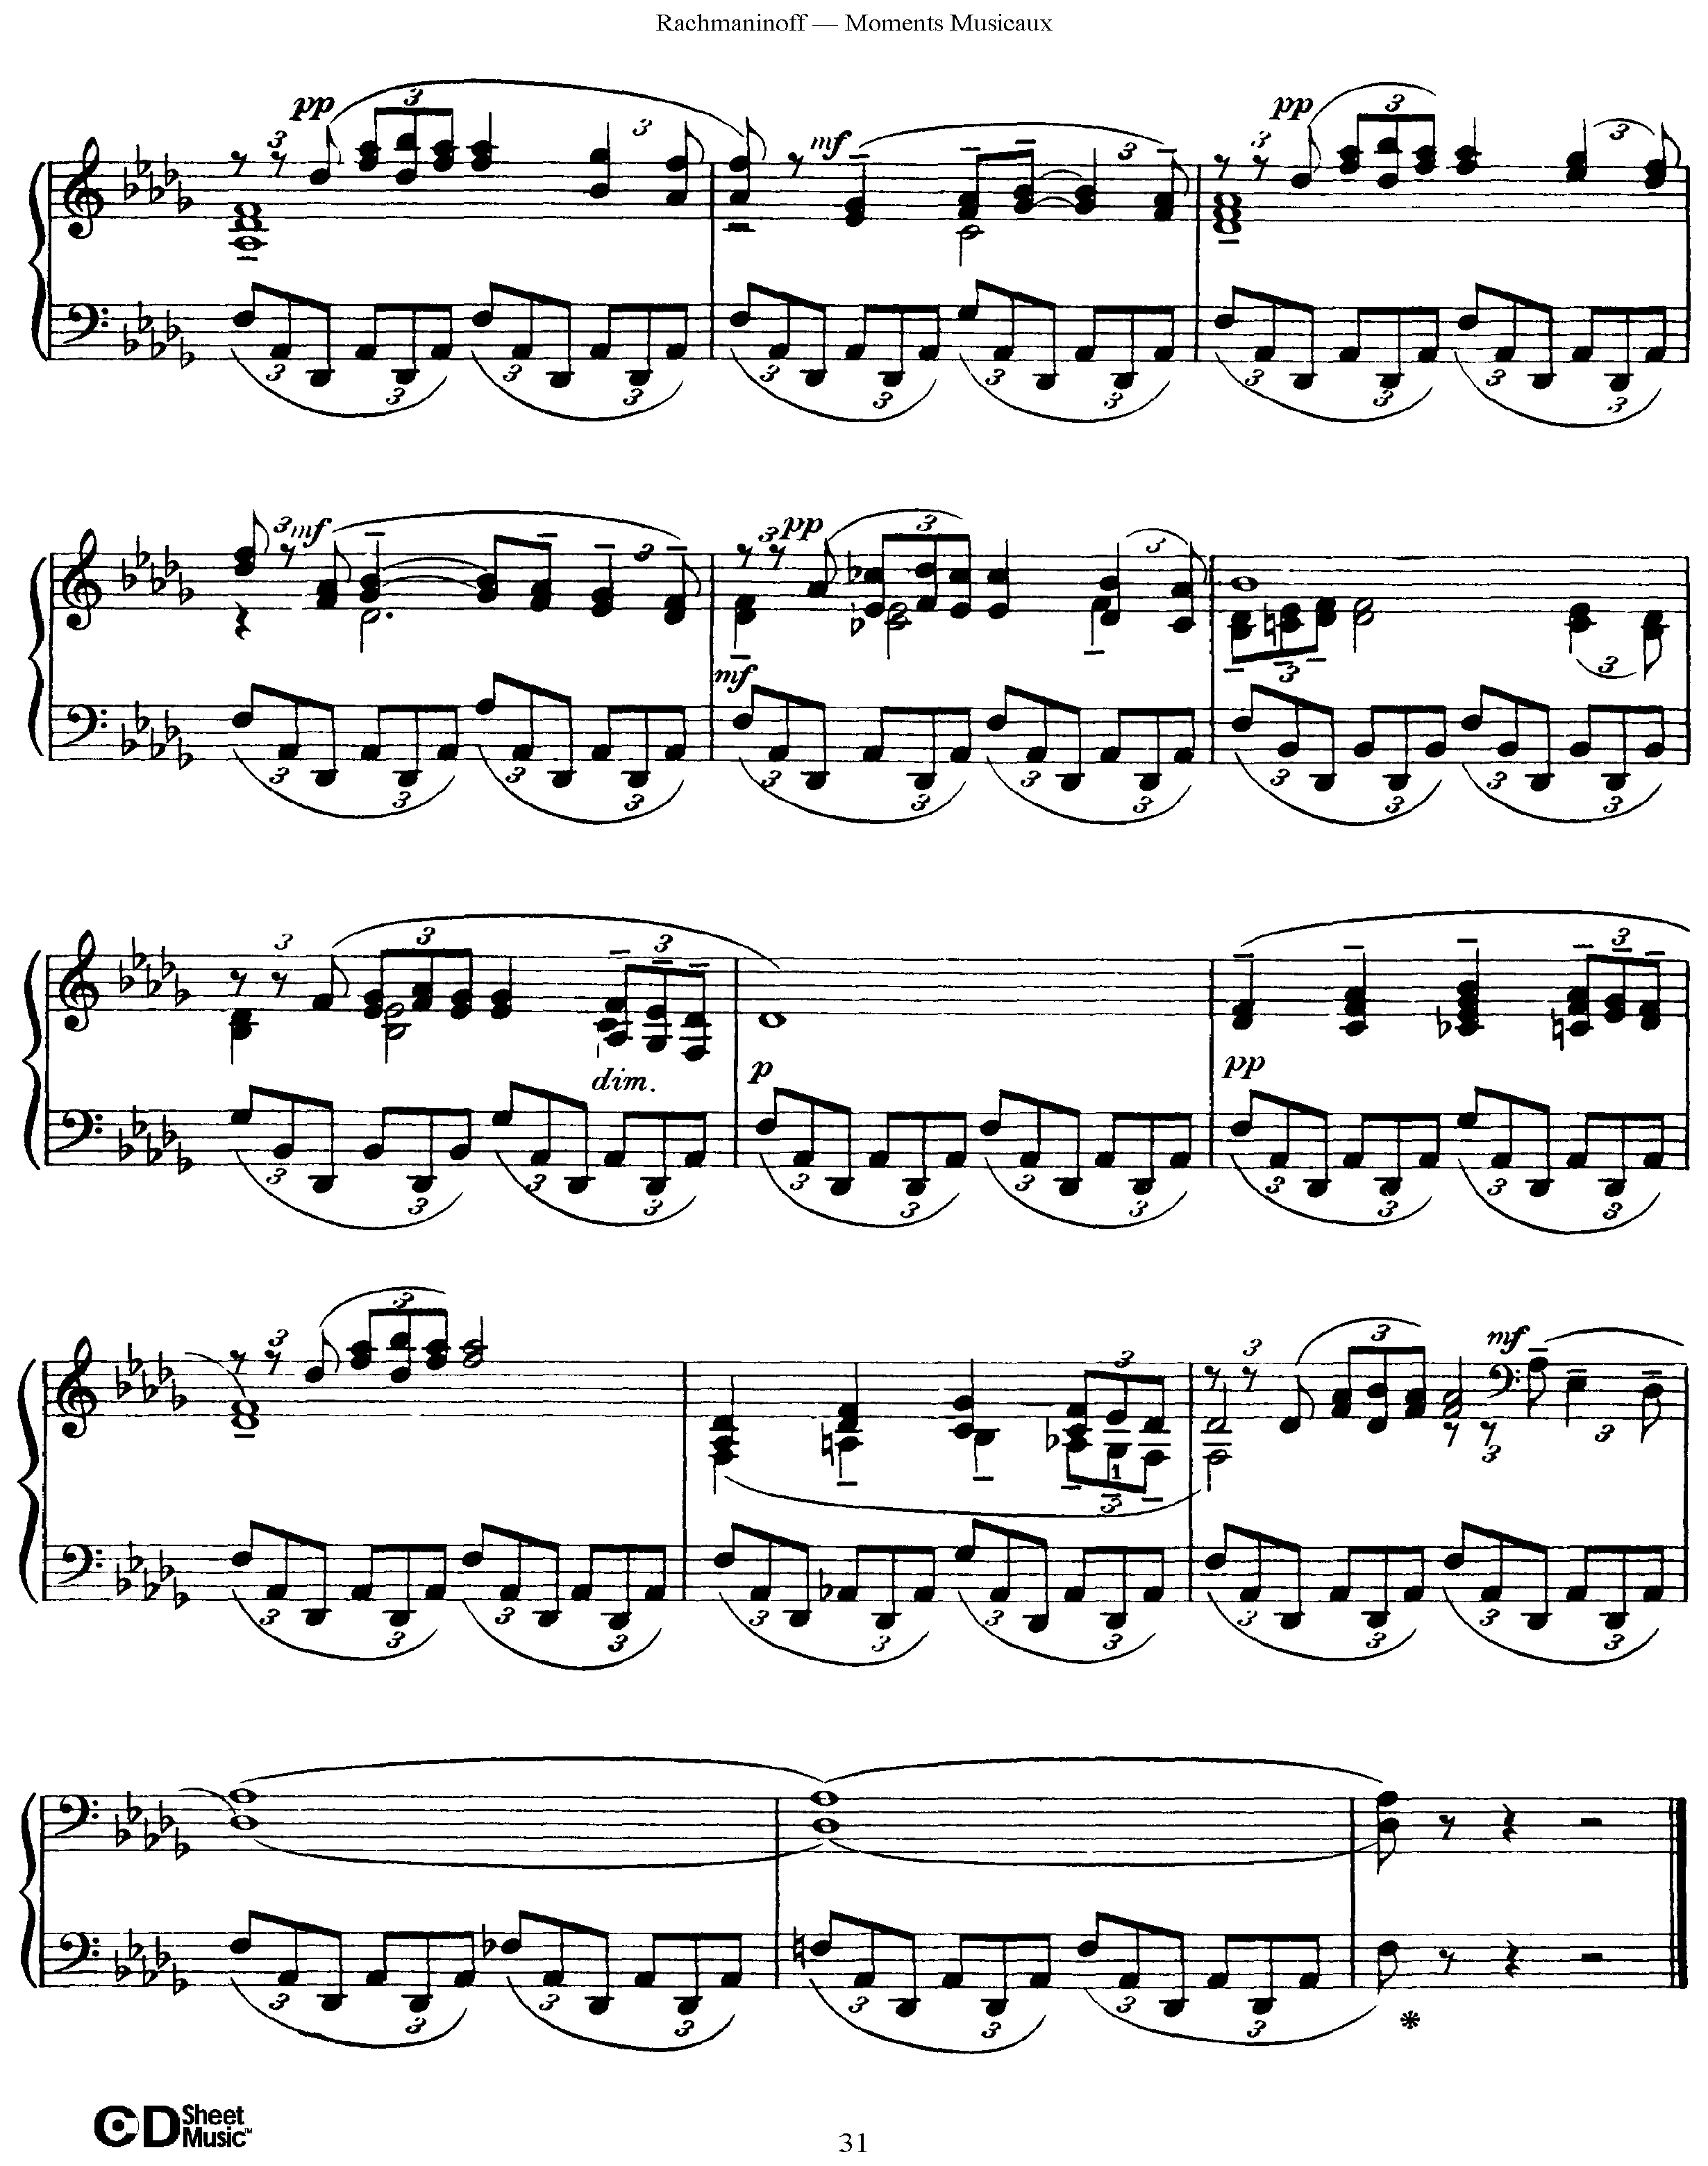 Rachmaninoff — Moments Musicaux
3 pp 3 3 mf 3 3 pp 3 3
3 3 3 3 3 3 3 3 3 3 3 3
3 mf 3 3 pp 3 3
mf 3
3 3 3 3 3 3 3 3 3 3 3 3
3 3 3 3
dim. p pp
3 3 3 3 3 3 3 3 3 3 3 3
3 3 3 3 3 mf
1 3 3 3
3 3 3 3 3 3 3 3 3 3 3 3
3 3 3 3 3 3 3 3
CD Sheet Music™
31